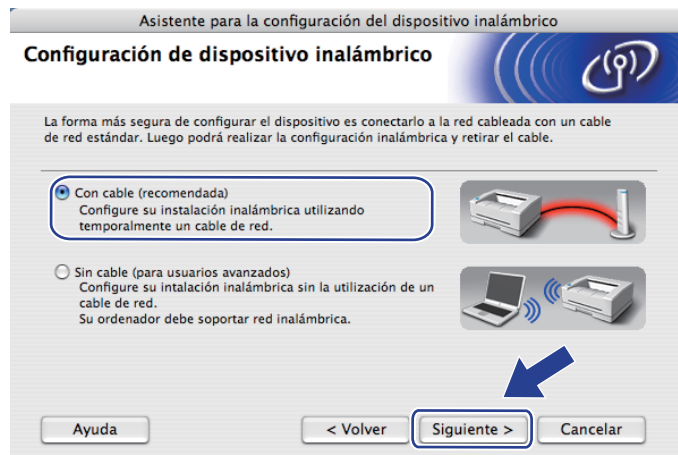 Asistente para la configuración del dispositivo inalámbrico
Configuración de dispositivo inalámbrico
La forma más segura de configurar el dispositivo es conectarlo a la red cableada con un cable
de red estándar. Luego podrá realizar la configuración inalámbrica y retirar el cable.
Con cable (recomendada)
Configure su instalación inalámbrica utilizando
temporalmente un cable de red.
Sin cable (para usuarios avanzados)
Configure su intalación inalámbrica sin la utilización de un
cable de red.
Su ordenador debe soportar red inalámbrica.
Ayuda
< Volver
Siguiente >
Cancelar